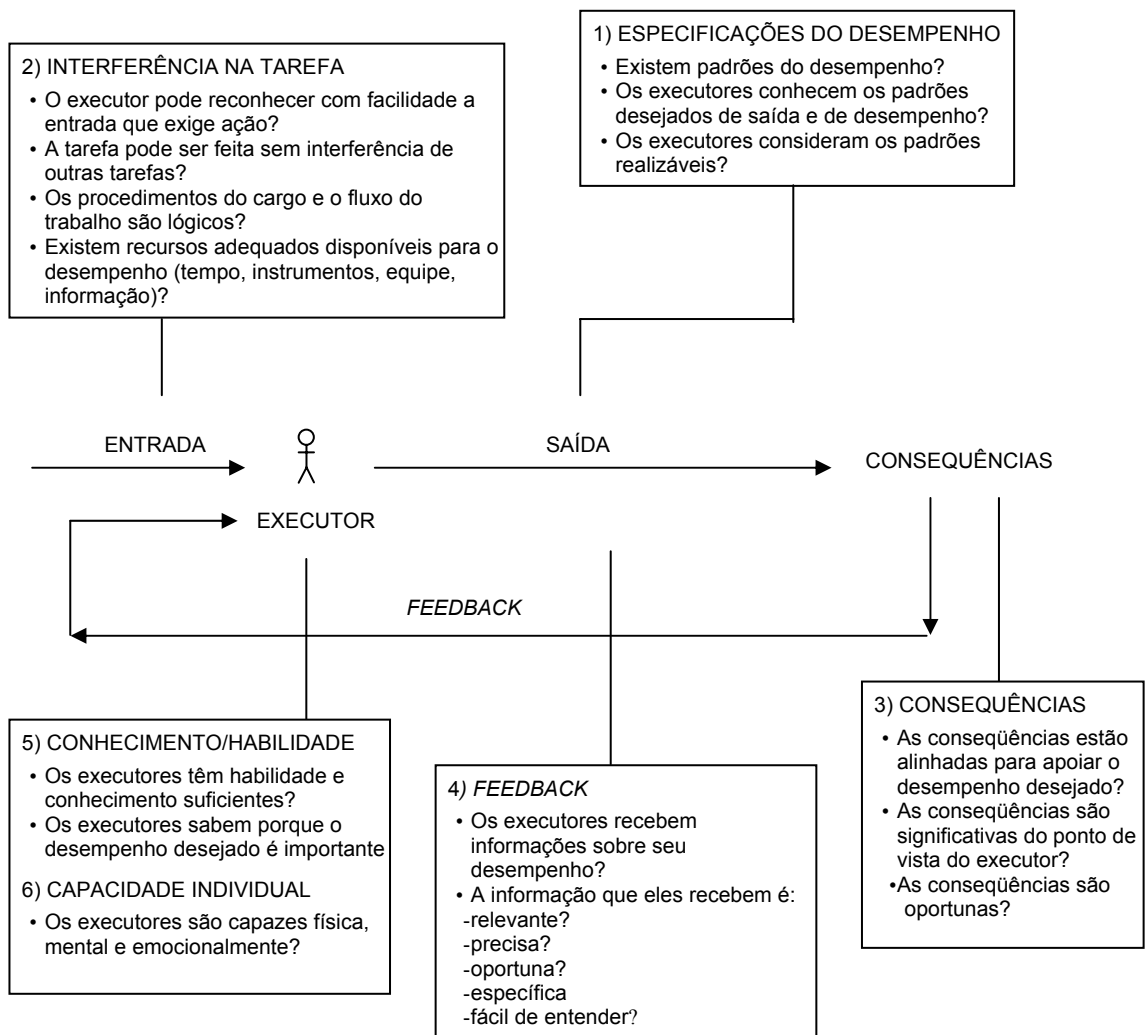 1) ESPECIFICAÇÕES DO DESEMPENHO
• Existem padrões do desempenho?
• Os executores conhecem os padrões
desejados de saída e de desempenho?
• Os executores consideram os padrões
realizáveis?
2) INTERFERÊNCIA NA TAREFA
• O executor pode reconhecer com facilidade a
entrada que exige ação?
• A tarefa pode ser feita sem interferência de
outras tarefas?
• Os procedimentos do cargo e o fluxo do
trabalho são lógicos?
• Existem recursos adequados disponíveis para o
desempenho (tempo, instrumentos, equipe,
informação)?
ENTRADA
SAÍDA
CONSEQUÊNCIAS
EXECUTOR
FEEDBACK
3) CONSEQUÊNCIAS
• As conseqüências estão
alinhadas para apoiar o
desempenho desejado?
• As conseqüências são
significativas do ponto de
vista do executor?
•As conseqüências são
oportunas?
5) CONHECIMENTO/HABILIDADE
• Os executores têm habilidade e
conhecimento suficientes?
• Os executores sabem porque o
desempenho desejado é importante
6) CAPACIDADE INDIVIDUAL
• Os executores são capazes física,
mental e emocionalmente?
4) FEEDBACK
• Os executores recebem
informações sobre seu
desempenho?
• A informação que eles recebem é:
-relevante?
-precisa?
-oportuna?
-específica
-fácil de entender?